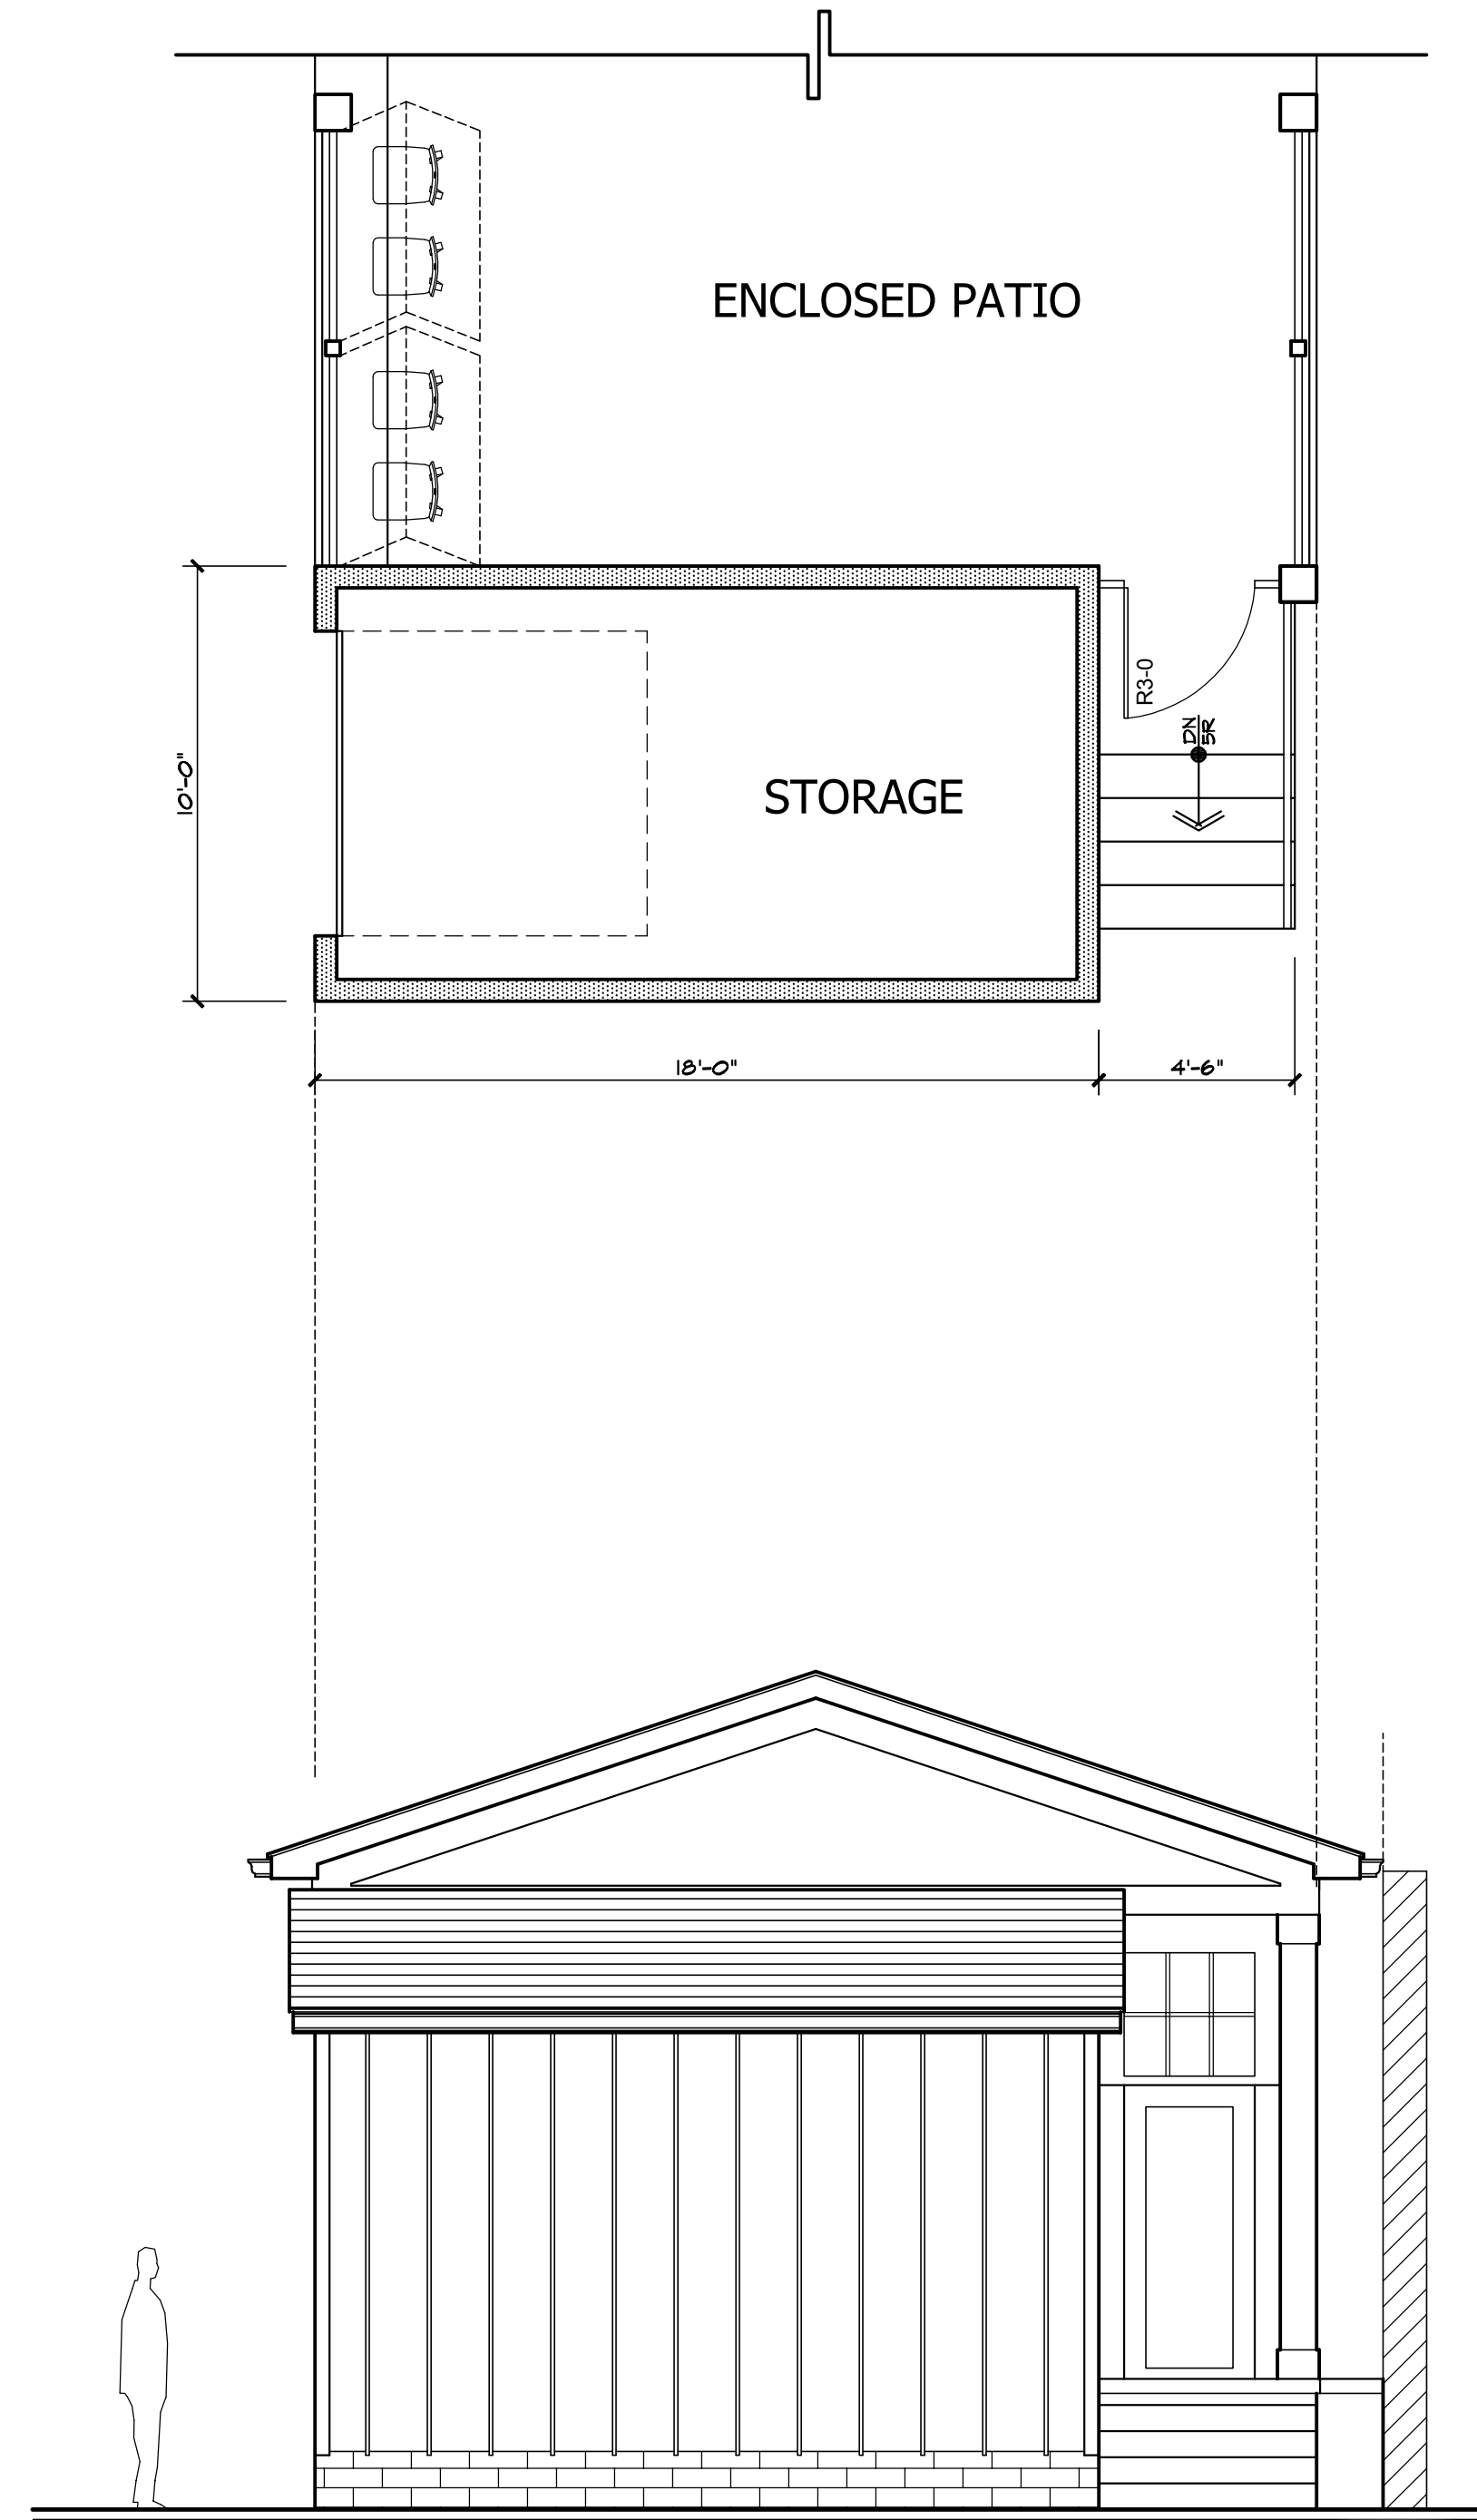 ENCLOSED PATIO
R3-0
DN
5R
10'-0"
STORAGE
18'-0"
4'-6"